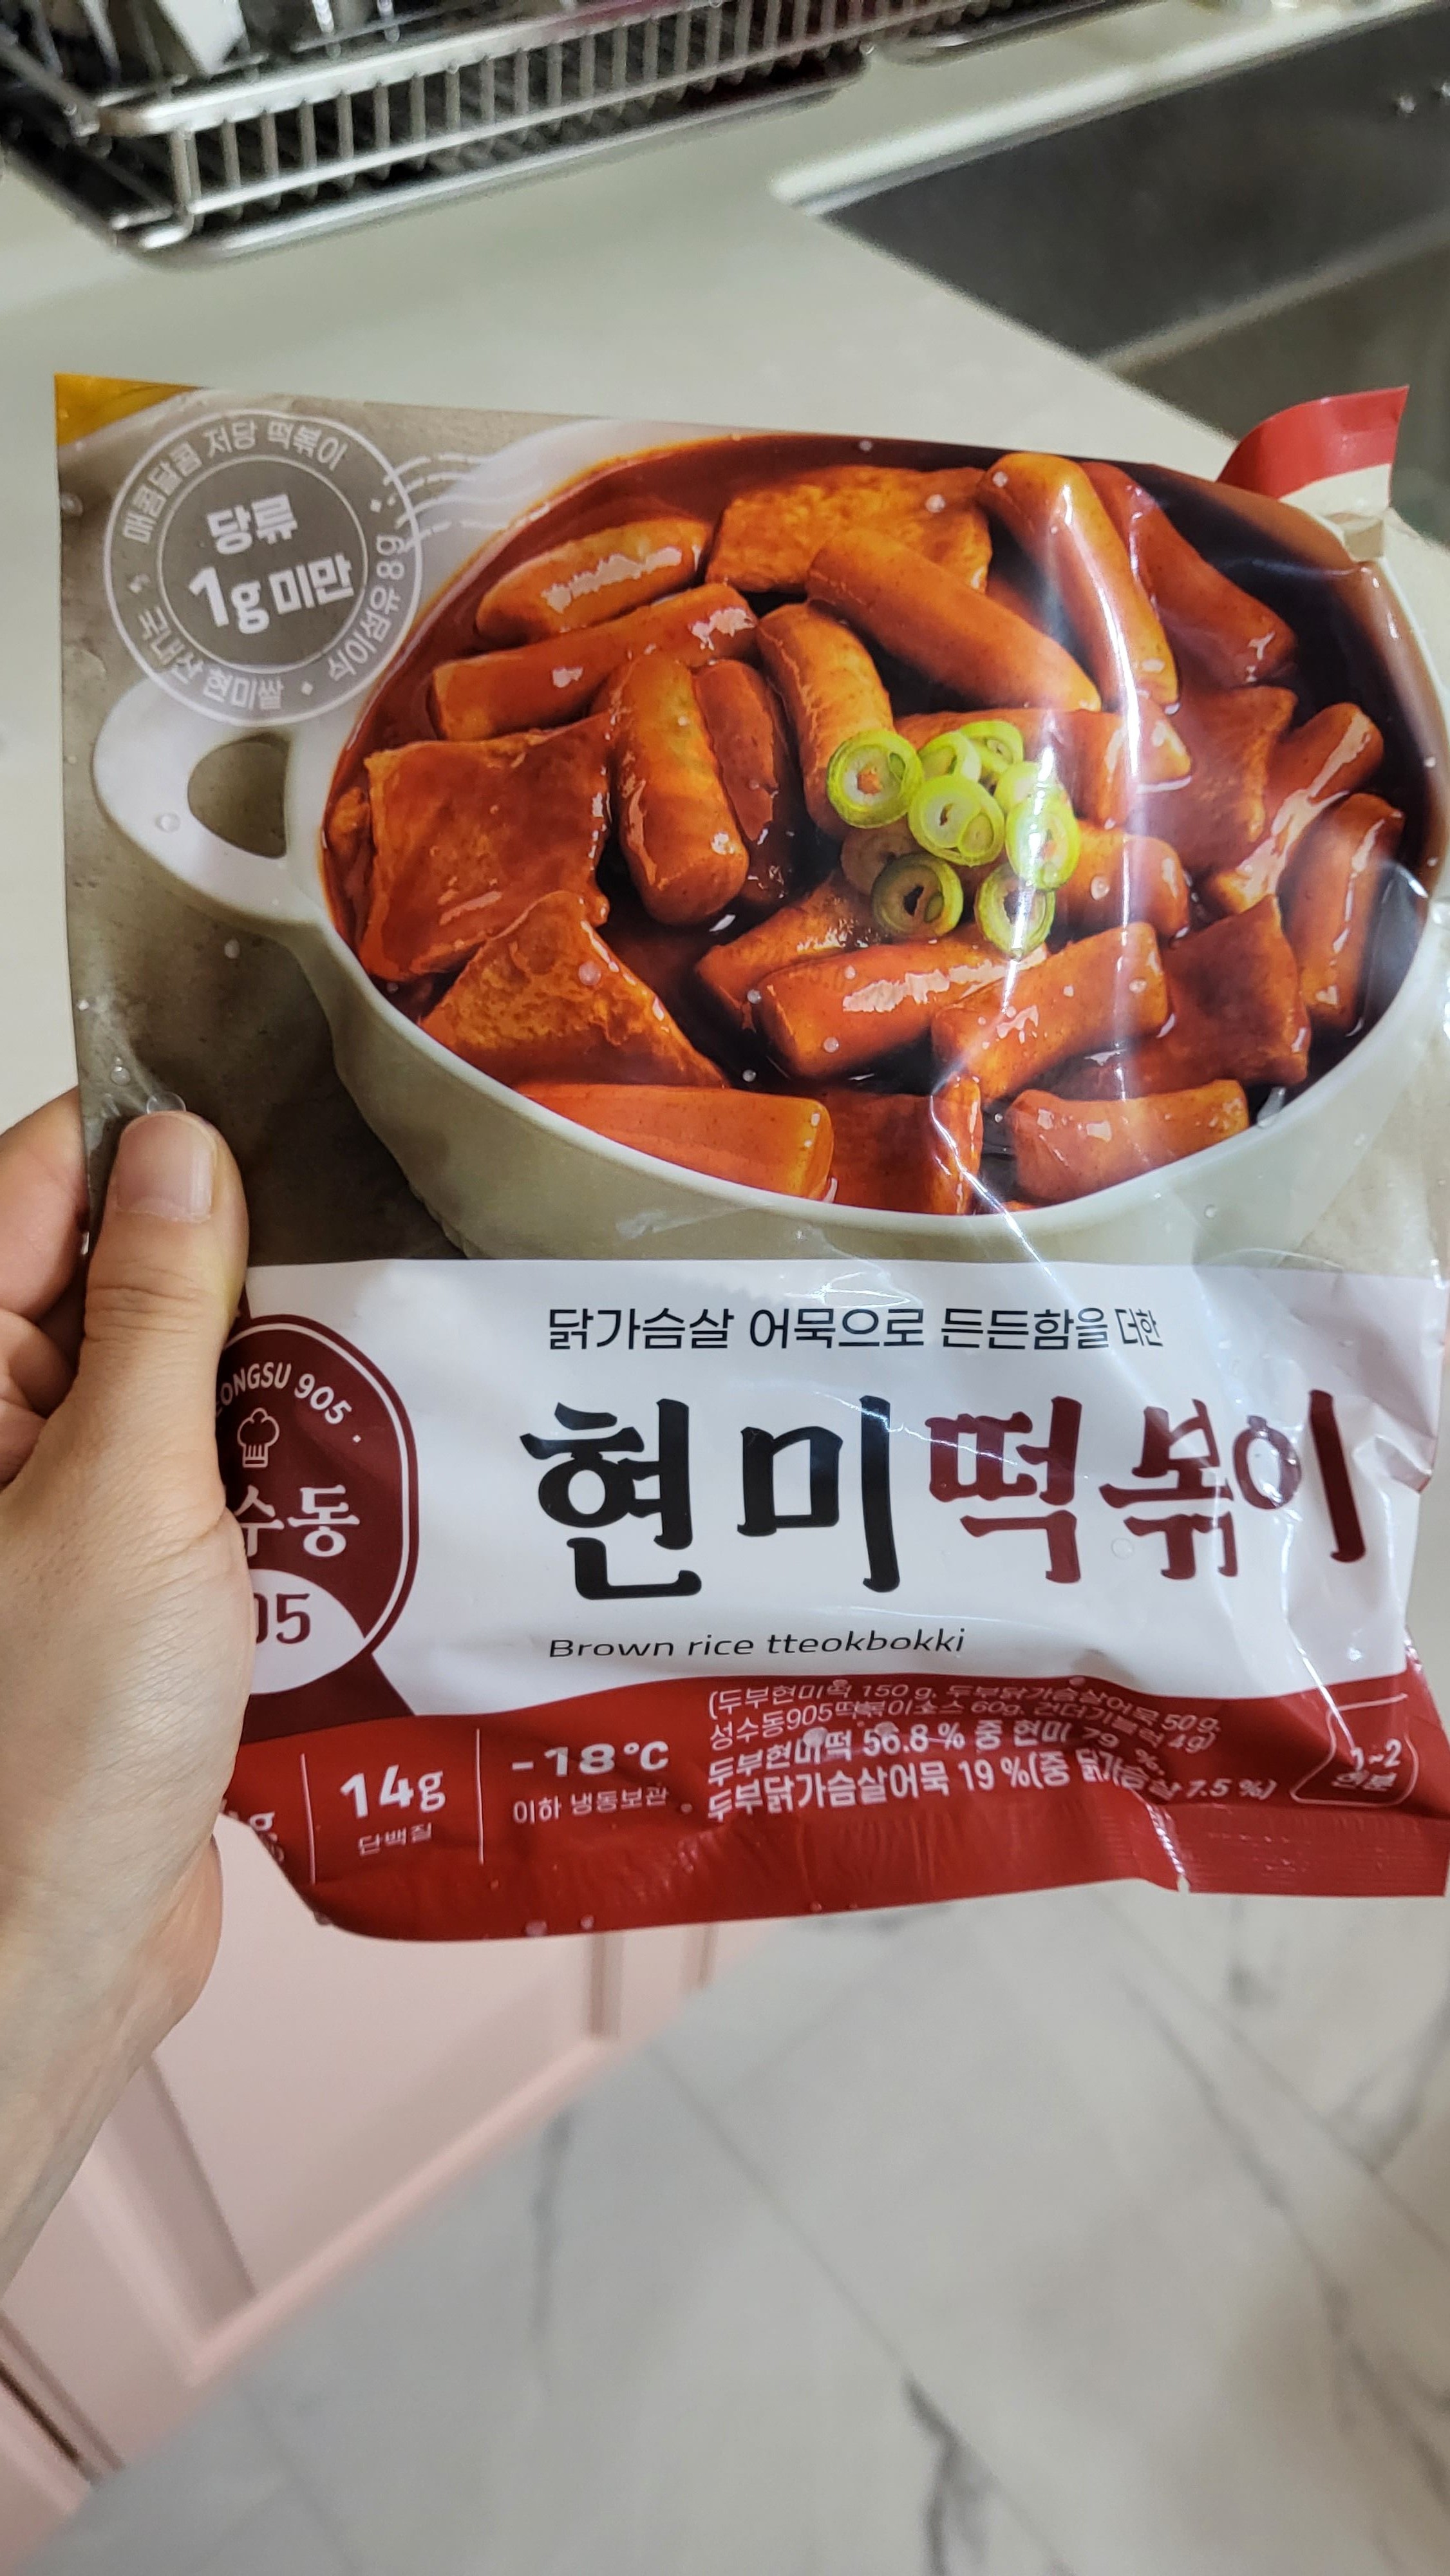 매콤달콤 저당 떡볶이
당류
1g 미만
국내산 현미쌀 • 식이섬유 8g
닭가슴살 어묵으로 든든함을 더한
현미떡볶이
Brown rice tteokbokki
ONGSU 905
수동
05
g
14g
단백질
-18℃
이하 냉동보관
(두부현미떡 150 g, 두부닭가슴살어묵 50 g,
성수동905떡볶이소스 60g, 건더기블럭 4g)
두부현미떡 56.8 % 중 현미 79 %,
두부닭가슴살어묵 19 %(중 닭가슴살 7.5 %)
1~2
인분